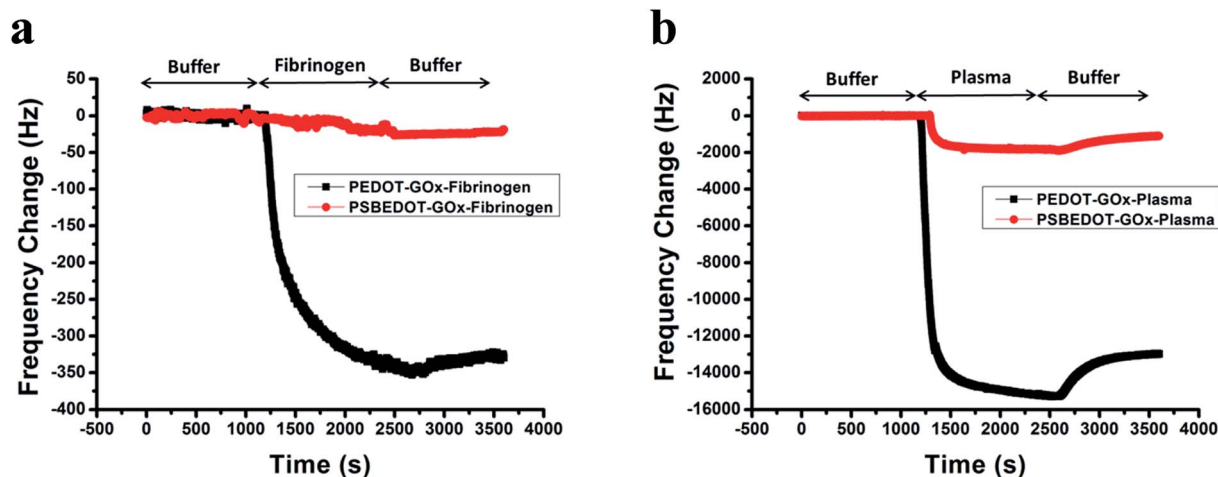 a
Buffer Fibrinogen Buffer
50
0
-50
-100
-150
-200
-250
-300
-350
-400
Frequency Change (Hz)
PEDOT-GOx-Fibrinogen
PSBEDOT-GOx-Fibrinogen
-500 0 500 1000 1500 2000 2500 3000 3500 4000
Time (s)
b
Buffer Plasma Buffer
2000
0
-2000
-4000
-6000
-8000
-10000
-12000
-14000
-16000
Frequency Change (Hz)
PEDOT-GOx-Plasma
PSBEDOT-GOx-Plasma
-500 0 500 1000 1500 2000 2500 3000 3500 4000
Time (s)